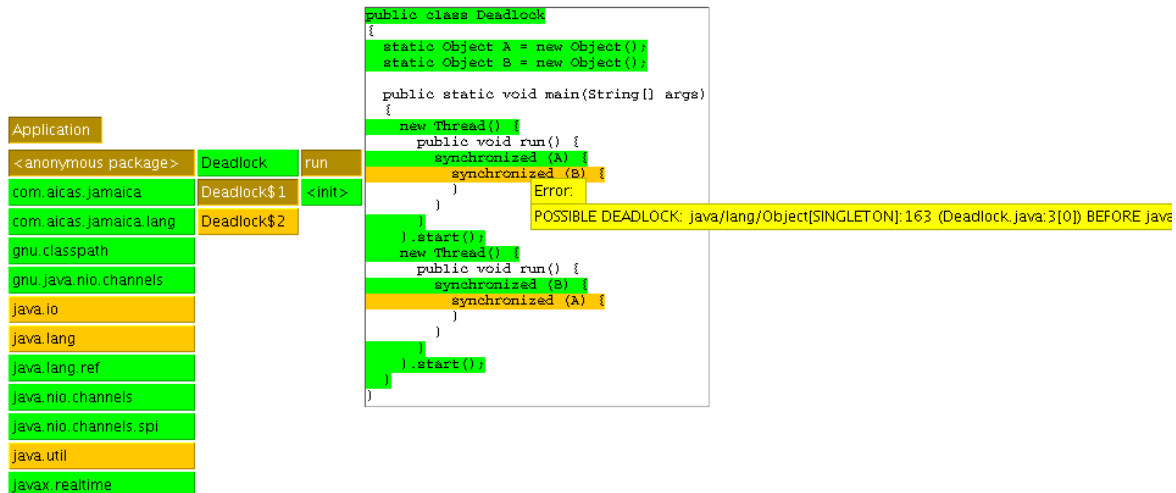 Application
<anonymous package>
com.aicas.jamaica
com.aicas.jamaica.lang
gnu.classpath
gnu.java.nio.channels
java.io
java.lang
java.lang.ref
java.nio.channels
java.nio.channels.spi
java.util
javax.realtime
Deadlock
Deadlock$1
Deadlock$2
run
<init>
public class Deadlock
{
static Object A = new Object();
static Object B = new Object();
public static void main(String[] args)
{
new Thread() {
public void run() {
synchronized (A) {
synchronized (B) {
}
}
}
}.start();
new Thread() {
public void run() {
synchronized (B) {
synchronized (A) {
}
}
}
}.start();
}
}
Error:
POSSIBLE DEADLOCK: java/lang/Object[SINGLETON]:163 (Deadlock.java:3[0]) BEFORE java